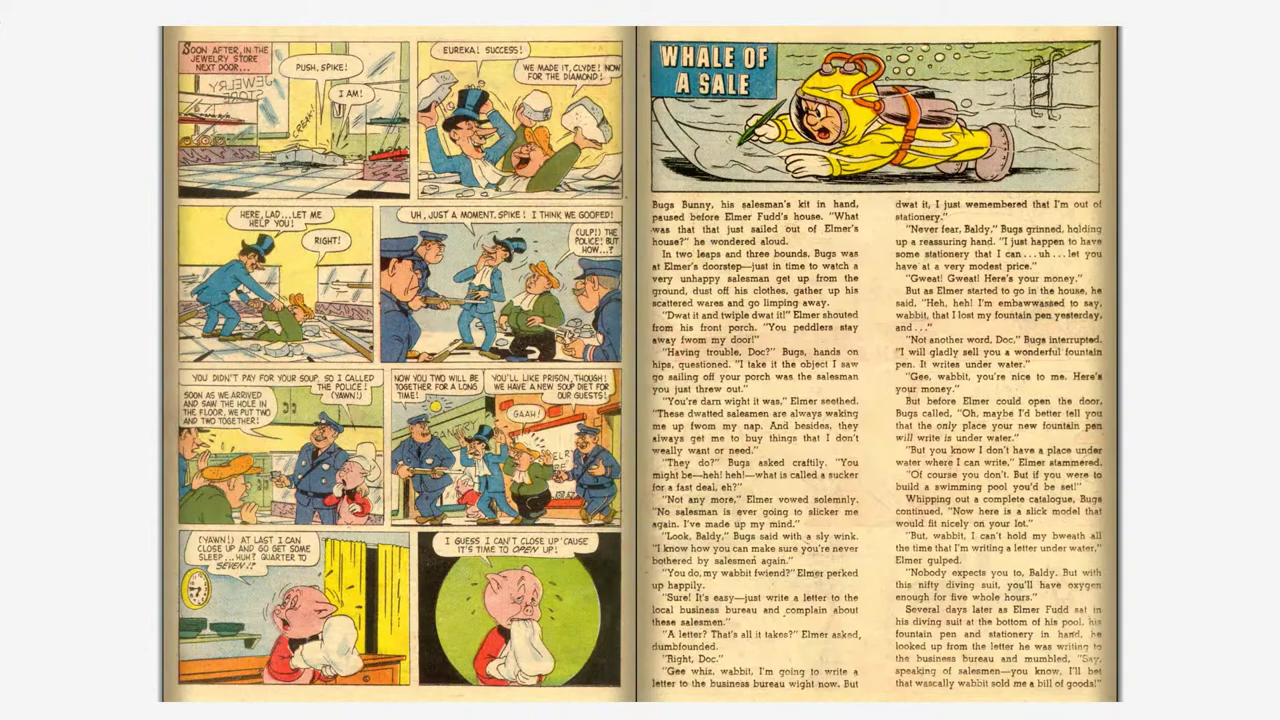 SOON AFTER, IN THE
JEWELRY STORE
NEXT DOOR...
PUSH, SPIKE!
I AM!
CREAK!
JEWELRY
STORE
EUREKA! SUCCESS!
WE MADE IT, CLYDE! NOW
FOR THE DIAMOND!
HERE, LAD...LET ME
HELP YOU!
RIGHT!
UH, JUST A MOMENT, SPIKE! I THINK WE GOOFED!
(ULP!) THE
POLICE! BUT
HOW...?
YOU DIDN'T PAY FOR YOUR SOUP, SO I CALLED
THE POLICE!
(YAWN!)
SOON AS WE ARRIVED
AND SAW THE HOLE IN
THE FLOOR, WE PUT TWO
AND TWO TOGETHER!
NOW YOU TWO WILL BE
TOGETHER FOR A LONG
TIME!
YOU'LL LIKE PRISON, THOUGH!
WE HAVE A NEW SOUP DIET FOR
OUR GUESTS!
GAAH!
(YAWN!) AT LAST I CAN
CLOSE UP AND GO GET SOME
SLEEP...HUH? QUARTER TO
SEVEN!?
I GUESS I CAN'T CLOSE UP 'CAUSE
IT'S TIME TO OPEN UP!
WHALE OF
A SALE
Bugs Bunny, his salesman's kit in hand,
paused before Elmer Fudd's house. "What
was that that just sailed out of Elmer's
house?" he wondered aloud.
In two leaps and three bounds, Bugs was
at Elmer's doorstep—just in time to watch a
very unhappy salesman get up from the
ground, dust off his clothes, gather up his
scattered wares and go limping away.
"Dwat it and twiple dwat it!" Elmer shouted
from his front porch. "You peddlers stay
away fwom my door!"
"Having trouble, Doc?" Bugs, hands on
hips, questioned. "I take it the object I saw
go sailing off your porch was the salesman
you just threw out."
"You're darn wight it was," Elmer seethed.
"These dwatted salesmen are always waking
me up fwom my nap. And besides, they
always get me to buy things that I don't
weally want or need."
"They do?" Bugs asked craftily. "You
might be—heh! heh!—what is called a sucker
for a fast deal, eh?"
"Not any more," Elmer vowed solemnly.
"No salesman is ever going to slicker me
again. I've made up my mind."
"Look, Baldy," Bugs said with a sly wink.
"I know how you can make sure you're never
bothered by salesmen again."
"You do, my wabbit fwiend?" Elmer perked
up happily.
"Sure! It's easy—just write a letter to the
local business bureau and complain about
these salesmen."
"A letter? That's all it takes?" Elmer asked,
dumbfounded.
"Right, Doc."
"Gee whiz, wabbit, I'm going to write a
letter to the business bureau wight now. But
dwat it, I just wemembered that I'm out of
stationery."
"Never fear, Baldy," Bugs grinned, holding
up a reassuring hand. "I just happen to have
some stationery that I can...uh...let you
have at a very modest price."
"Gweat! Gweat! Here's your money."
But as Elmer started to go in the house, he
said, "Heh, heh! I'm embawwassed to say,
wabbit, that I lost my fountain pen yesterday,
and..."
"Not another word, Doc," Bugs interrupted.
"I will gladly sell you a wonderful fountain
pen. It writes under water."
"Gee, wabbit, you're nice to me. Here's
your money."
But before Elmer could open the door,
Bugs called, "Oh, maybe I'd better tell you
that the only place your new fountain pen
will write is under water."
"But you know I don't have a place under
water where I can write," Elmer stammered.
"Of course you don't. But if you were to
build a swimming pool you'd be set!"
Whipping out a complete catalogue, Bugs
continued, "Now here is a slick model that
would fit nicely on your lot."
"But, wabbit, I can't hold my bweath all
the time that I'm writing a letter under water,"
Elmer gulped.
"Nobody expects you to, Baldy. But with
this nifty diving suit, you'll have oxygen
enough for five whole hours."
Several days later as Elmer Fudd sat in
his diving suit at the bottom of his pool, his
fountain pen and stationery in hand, he
looked up from the letter he was writing to
the business bureau and mumbled, "Say,
speaking of salesmen—you know, I'll bet
that wascally wabbit sold me a bill of goods!"